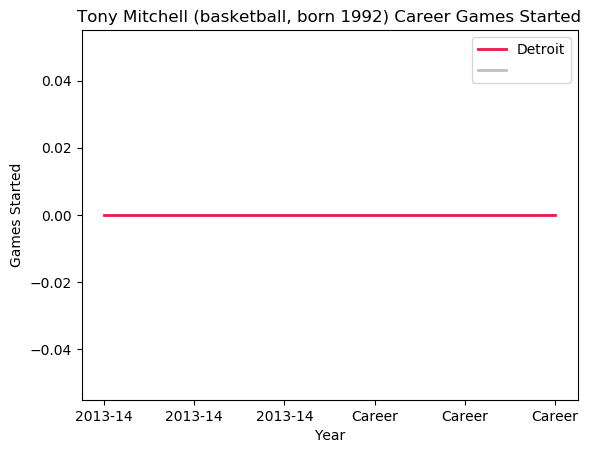 Tony Mitchell (basketball, born 1992) Career Games Started
Detroit
0.04
0.02
0.00
−0.02
−0.04
Games Started
2013-14 2013-14 2013-14 Career Career Career
Year